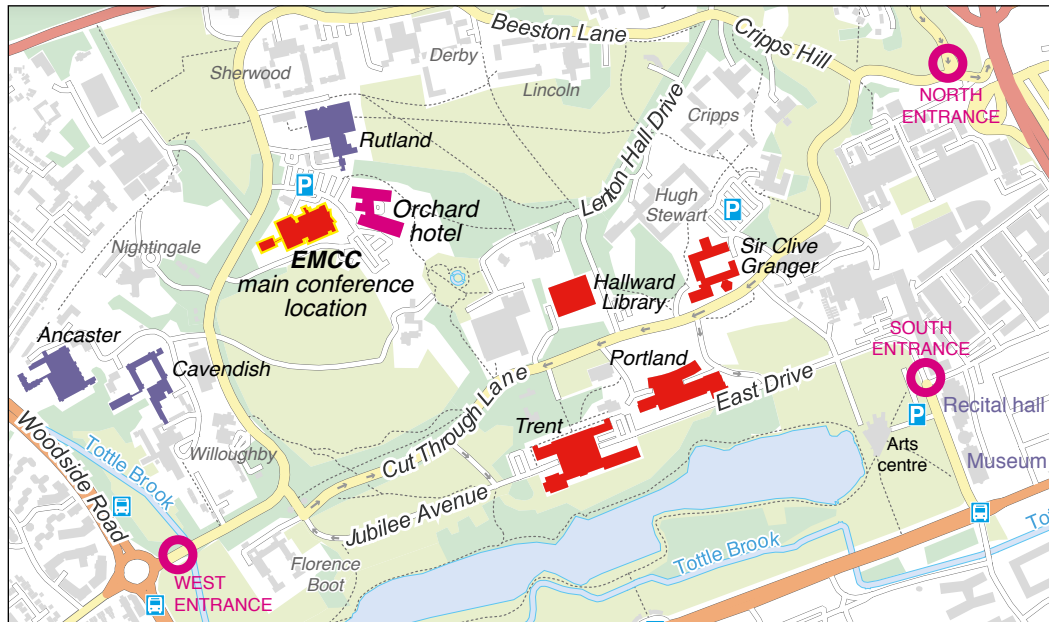 Beeston Lane
Cripps Hill
Derby
Sherwood
Lincoln
NORTH
ENTRANCE
Cripps
Rutland
Lenton Hall Drive
P
Hugh
Stewart
P
Orchard
hotel
Nightingale
EMCC
main conference
location
Sir Clive
Granger
Hallward
Library
SOUTH
ENTRANCE
Ancaster
Cavendish
Portland
East Drive
Recital hall
P
Cut Through Lane
Trent
Arts
centre
Museum
Willoughby
Woodside Road
Tottle Brook
Jubilee Avenue
Florence
Boot
Tottle Brook
Tott
WEST
ENTRANCE